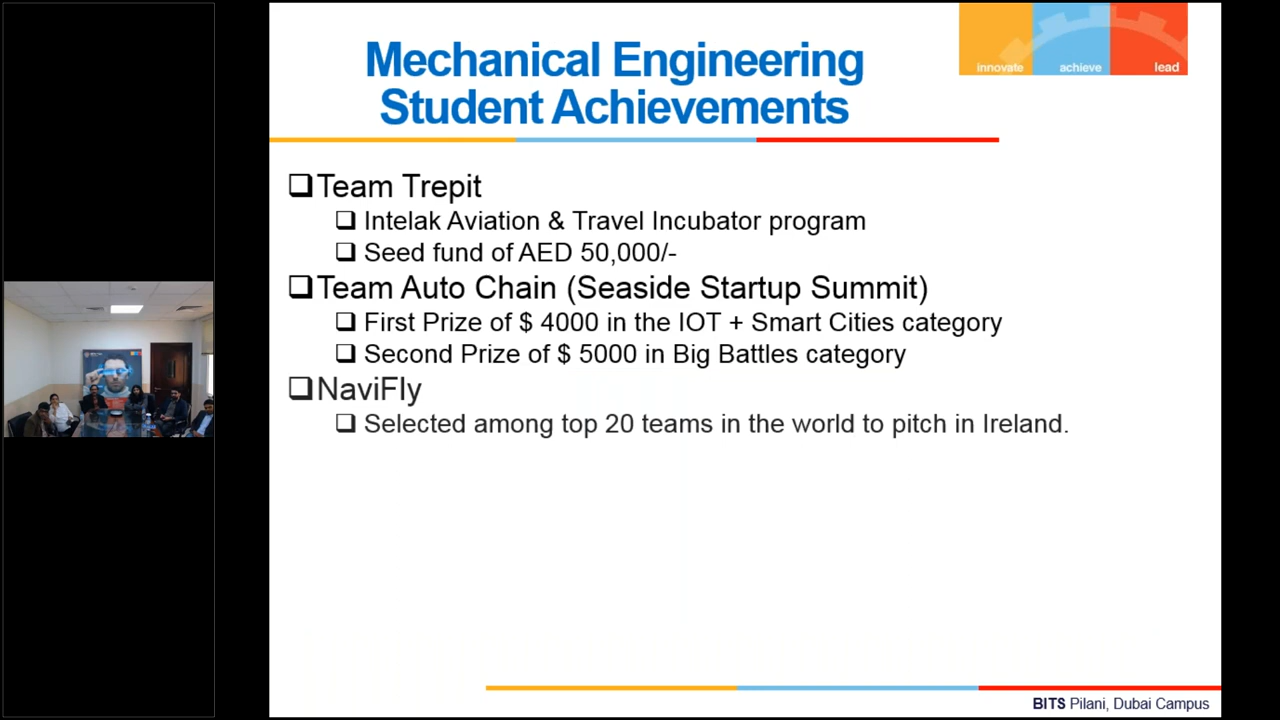 Mechanical Engineering
Student Achievements
innovate achieve lead
Team Trepit
Intelak Aviation & Travel Incubator program
Seed fund of AED 50,000/-
Team Auto Chain (Seaside Startup Summit)
First Prize of $ 4000 in the IOT + Smart Cities category
Second Prize of $ 5000 in Big Battles category
NaviFly
Selected among top 20 teams in the world to pitch in Ireland.
BITS Pilani, Dubai Campus